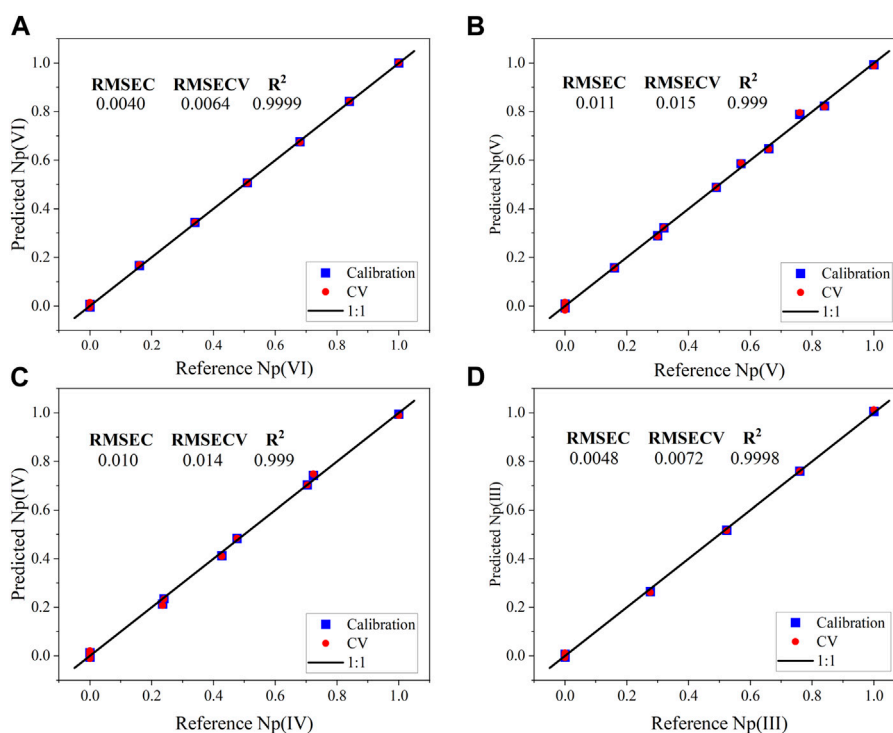 A
RMSEC RMSECV R²
0.0040 0.0064 0.9999
Predicted Np(VI)
1.0
0.8
0.6
0.4
0.2
0.0
Calibration
CV
1:1
0.0 0.2 0.4 0.6 0.8 1.0
Reference Np(VI)
B
RMSEC RMSECV R²
0.011 0.015 0.999
Predicted Np(V)
1.0
0.8
0.6
0.4
0.2
0.0
Calibration
CV
1:1
0.0 0.2 0.4 0.6 0.8 1.0
Reference Np(V)
C
RMSEC RMSECV R²
0.010 0.014 0.999
Predicted Np(IV)
1.0
0.8
0.6
0.4
0.2
0.0
Calibration
CV
1:1
0.0 0.2 0.4 0.6 0.8 1.0
Reference Np(IV)
D
RMSEC RMSECV R²
0.0048 0.0072 0.9998
Predicted Np(III)
1.0
0.8
0.6
0.4
0.2
0.0
Calibration
CV
1:1
0.0 0.2 0.4 0.6 0.8 1.0
Reference Np(III)